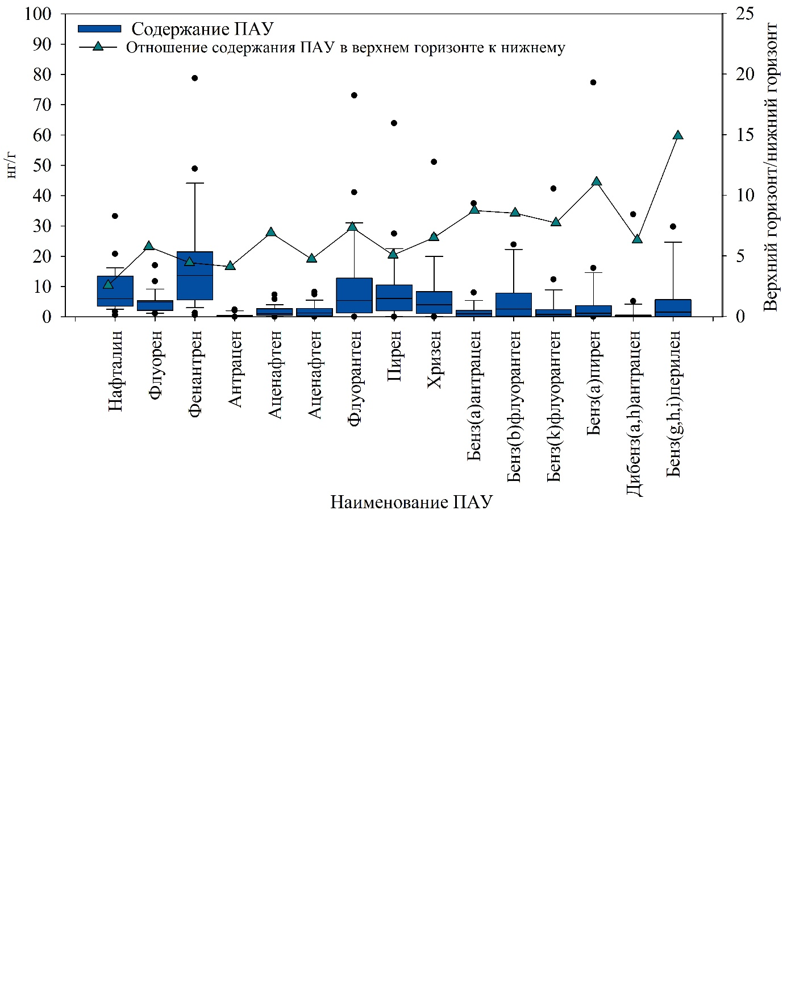 100
90
80
70
60
50
40
30
20
10
0
нг/г
Содержание ПАУ
Отношение содержания ПАУ в верхнем горизонте к нижнему
25
20
15
10
5
0
Верхний горизонт/нижний горизонт
Нафталин
Флуорен
Фенантрен
Антрацен
Аценафтен
Аценафтен
Флуорантен
Пирен
Хризен
Бенз(a)антрацен
Бенз(b)флуорантен
Бенз(k)флуорантен
Бенз(a)пирен
Дибенз(a,h)антрацен
Бенз(g,h,i)перилен
Наименование ПАУ